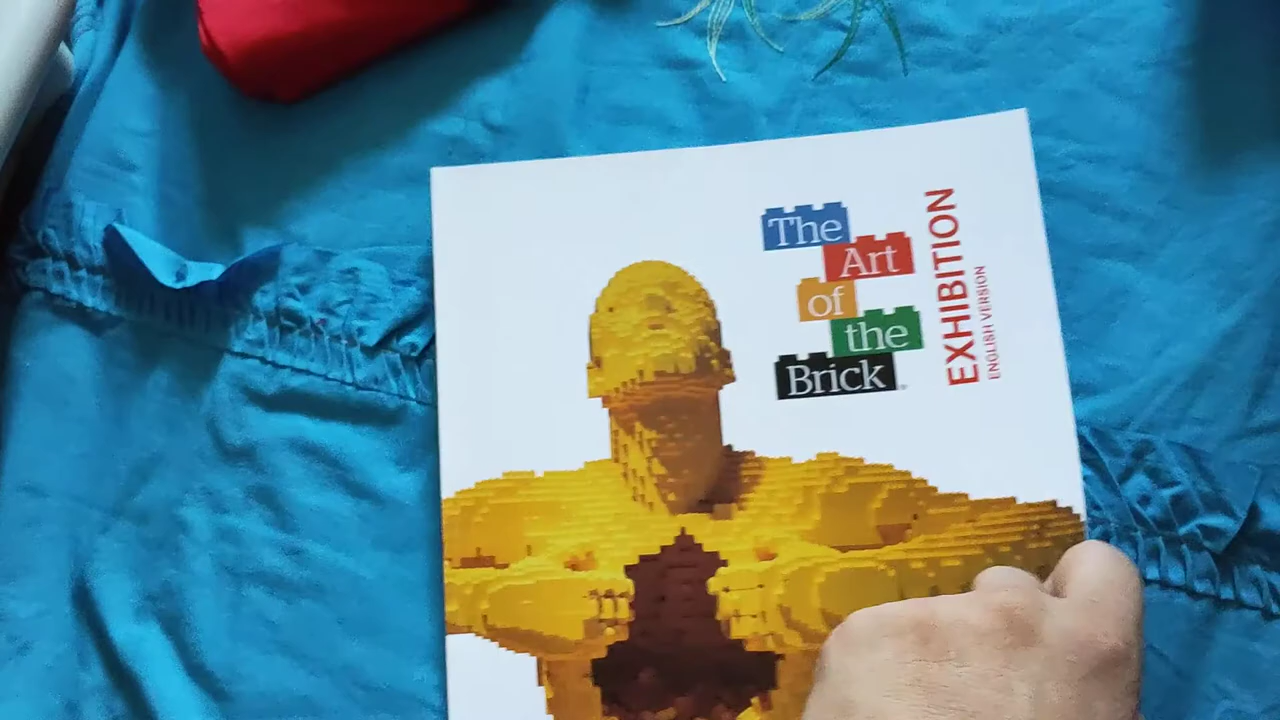 The
Art
of
the
Brick
EXHIBITION
ENGLISH VERSION